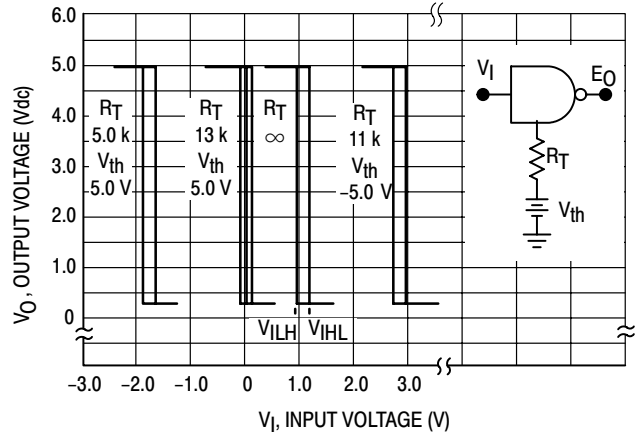 6.0
5.0
4.0
3.0
2.0
1.0
0
VO, OUTPUT VOLTAGE (Vdc)
RT
5.0 k
Vth
5.0 V
RT
13 k
Vth
5.0 V
RT
∞
RT
11 k
Vth
−5.0 V
VI
EO
RT
Vth
VILH
VIHL
−3.0 −2.0 −1.0 0 1.0 2.0 3.0
VI, INPUT VOLTAGE (V)